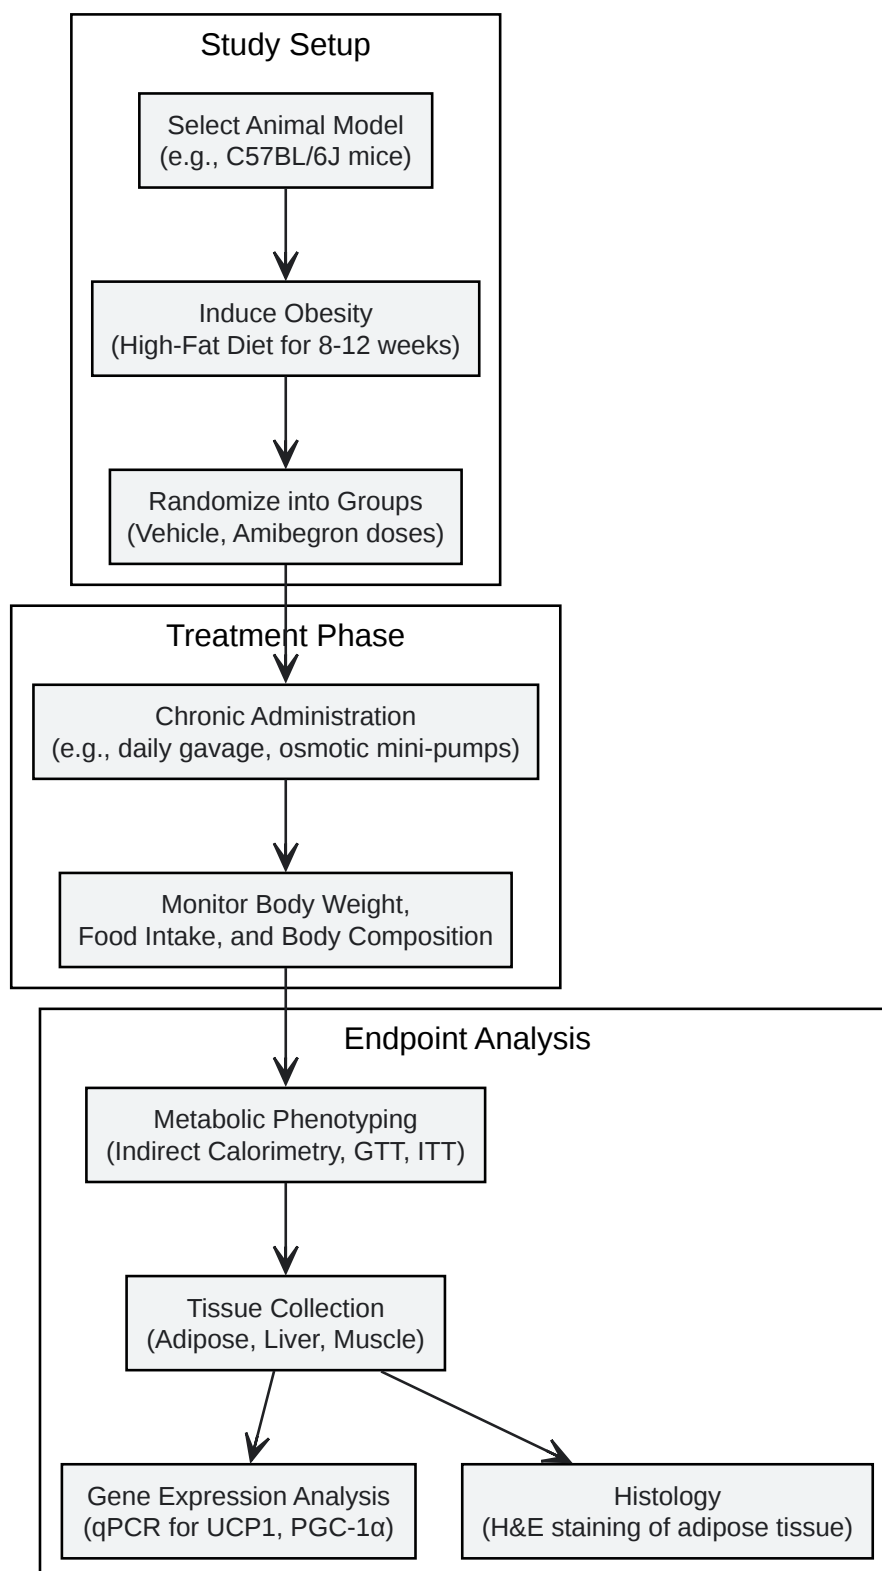 Study Setup
Select Animal Model
(e.g., C57BL/6J mice)
Induce Obesity
(High-Fat Diet for 8-12 weeks)
Randomize into Groups
(Vehicle, Amibegron doses)
Treatment Phase
Chronic Administration
(e.g., daily gavage, osmotic mini-pumps)
Monitor Body Weight,
Food Intake, and Body Composition
Endpoint Analysis
Metabolic Phenotyping
(Indirect Calorimetry, GTT, ITT)
Tissue Collection
(Adipose, Liver, Muscle)
Gene Expression Analysis
(qPCR for UCP1, PGC-1α)
Histology
(H&E staining of adipose tissue)